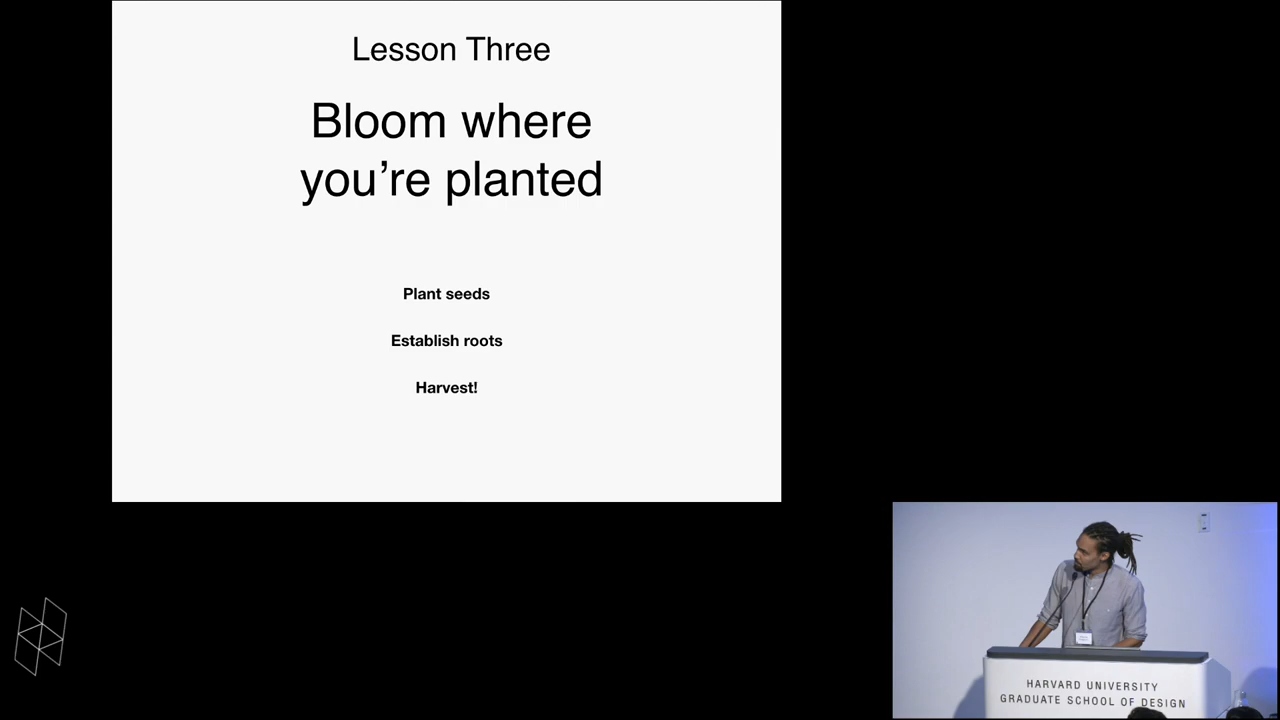 Lesson Three
Bloom where
you’re planted
Plant seeds
Establish roots
Harvest!
HARVARD UNIVERSITY
GRADUATE SCHOOL OF DESIGN